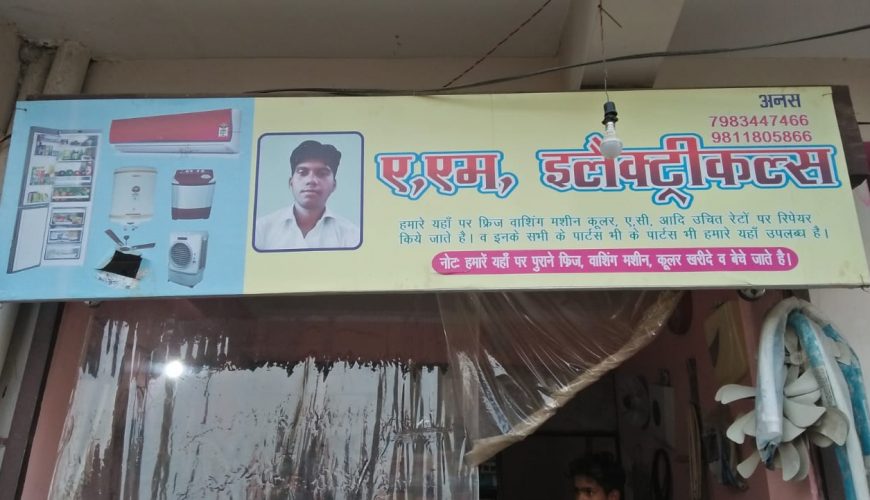 अनस
7983447466
9811805866
ए,एम, इलैक्ट्रीकल्स
हमारे यहाँ पर फ्रिज वाशिंग मशीन कूलर, ए.सी. आदि उचित रेटों पर रिपेयर
किये जाते है। व इनके सभी के पार्टस भी के पार्टस भी हमारे यहाँ उपलब्ध है।
नोटः हमारें यहाँ पर पुराने फ्रिज, वाशिंग मशीन, कूलर खरीदे व बेचे जाते है।